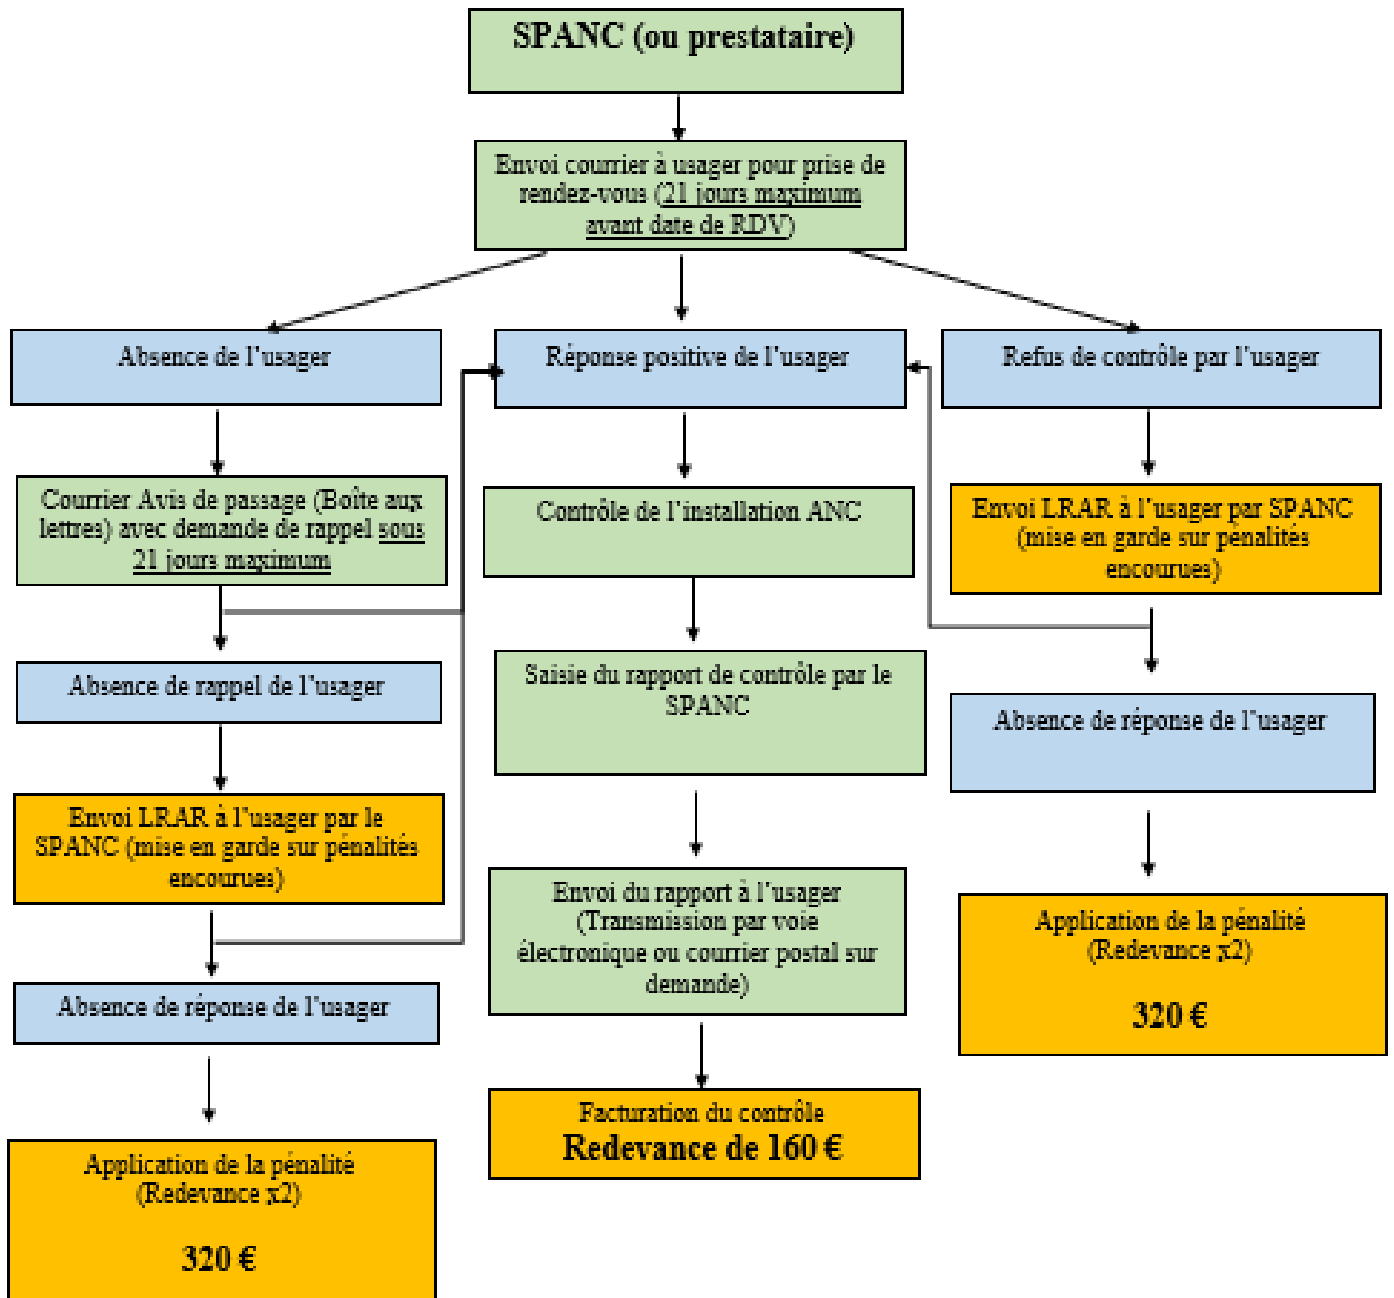 SPANC (ou prestataire)
Envoi courrier à usager pour prise de
rendez-vous (21 jours maximum
avant date de RDV)
Absence de l'usager
Réponse positive de l'usager
Refus de contrôle par l'usager
Courrier Avis de passage (Boîte aux
lettres) avec demande de rappel sous
21 jours maximum
Contrôle de l'installation ANC
Envoi LRAR à l'usager par SPANC
(mise en garde sur pénalités
encourues)
Absence de rappel de l'usager
Saisie du rapport de contrôle par le
SPANC
Absence de réponse de l'usager
Envoi LRAR à l'usager par le
SPANC (mise en garde sur pénalités
encourues)
Envoi du rapport à l'usager
(Transmission par voie
électronique ou courrier postal sur
demande)
Application de la pénalité
(Redevance x2)
320 €
Absence de réponse de l'usager
Facturation du contrôle
Redevance de 160 €
Application de la pénalité
(Redevance x2)
320 €